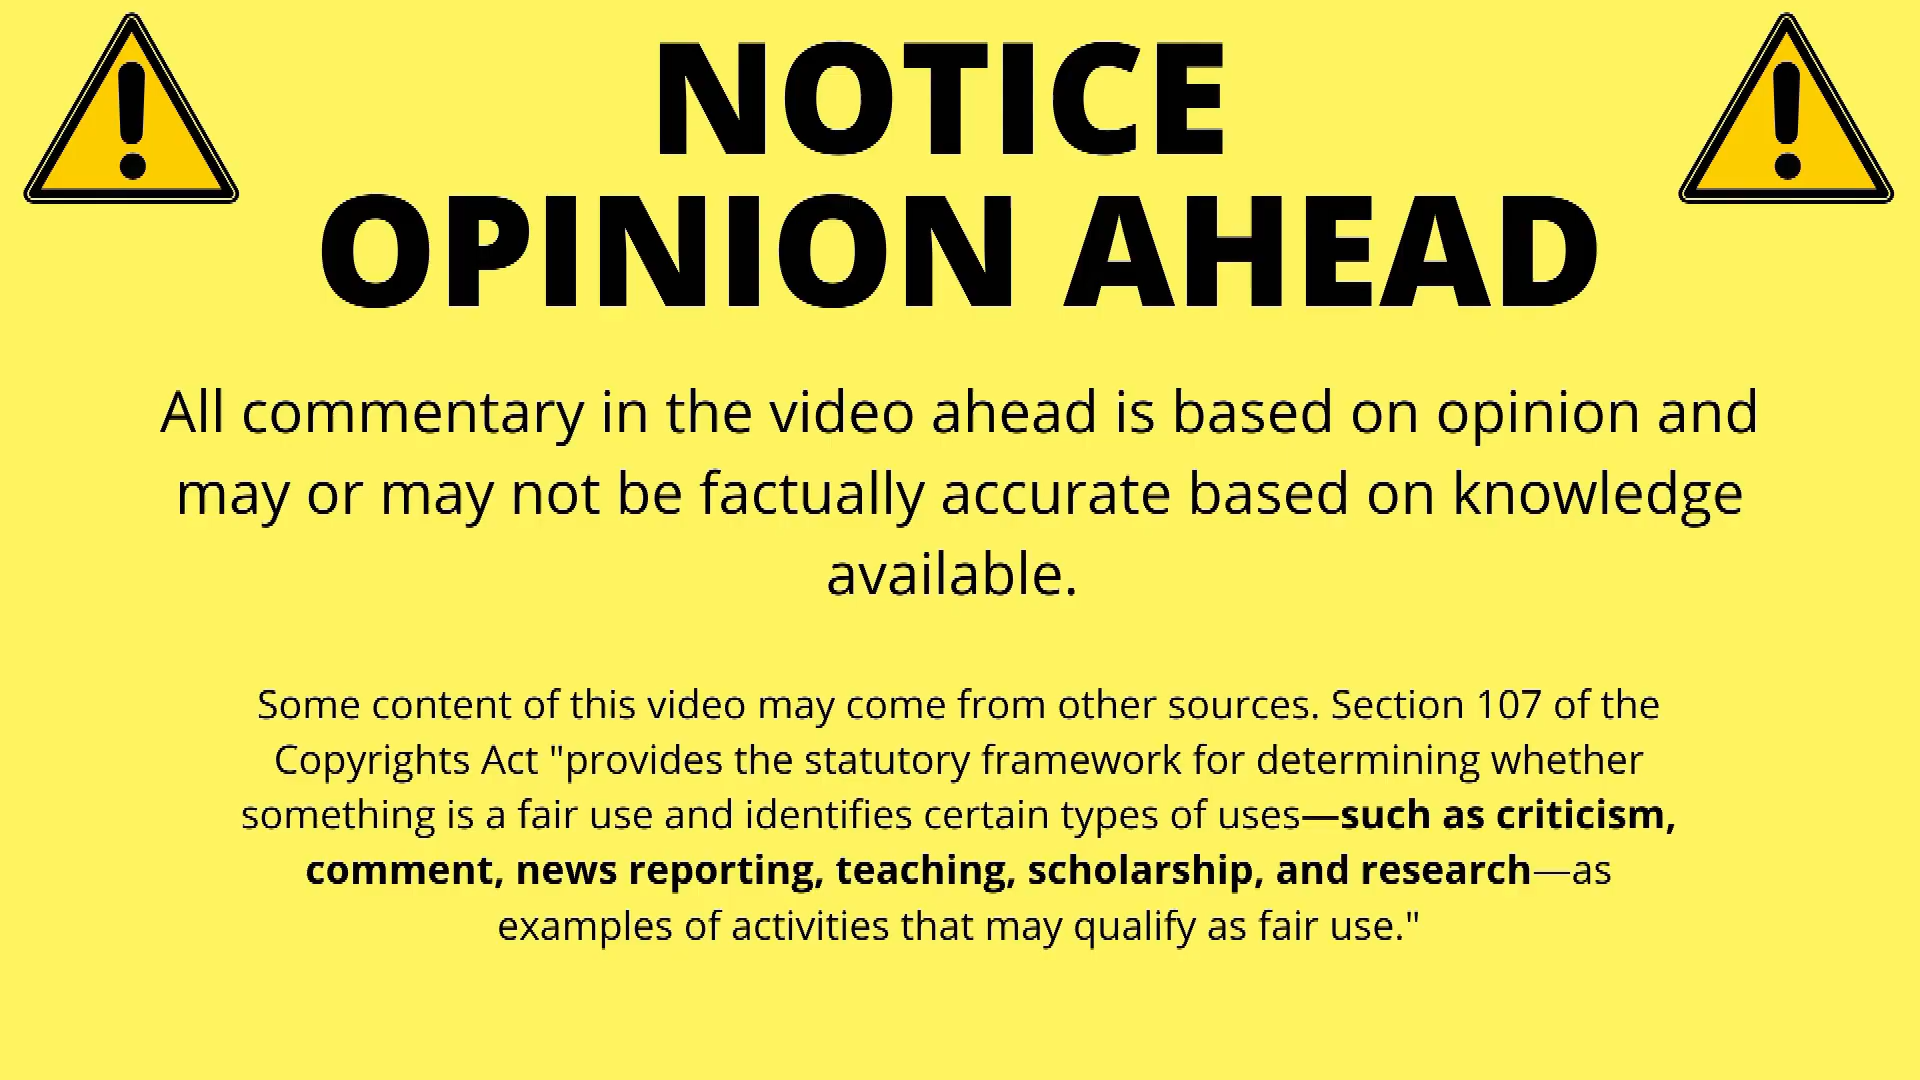 NOTICE
OPINION AHEAD
All commentary in the video ahead is based on opinion and
may or may not be factually accurate based on knowledge
available.
Some content of this video may come from other sources. Section 107 of the
Copyrights Act "provides the statutory framework for determining whether
something is a fair use and identifies certain types of uses—such as criticism,
comment, news reporting, teaching, scholarship, and research—as
examples of activities that may qualify as fair use."